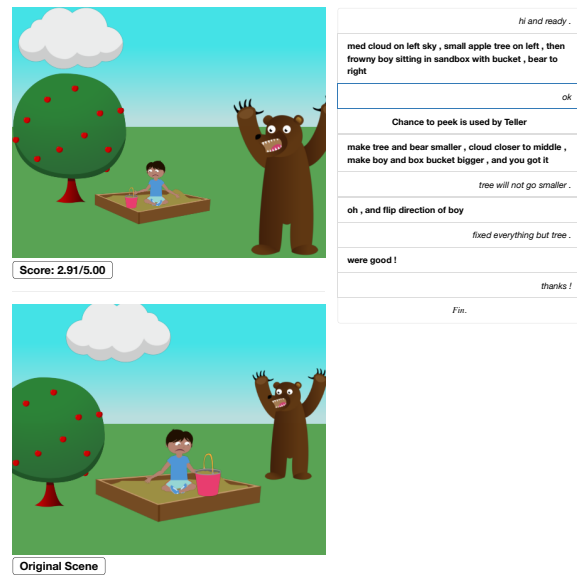 hi and ready .
med cloud on left sky , small apple tree on left , then
frowny boy sitting in sandbox with bucket , bear to
right
ok
Chance to peek is used by Teller
make tree and bear smaller , cloud closer to middle ,
make boy and box bucket bigger , and you got it
tree will not go smaller .
oh , and flip direction of boy
fixed everything but tree .
were good !
thanks !
Fin.
Score: 2.91/5.00
Original Scene